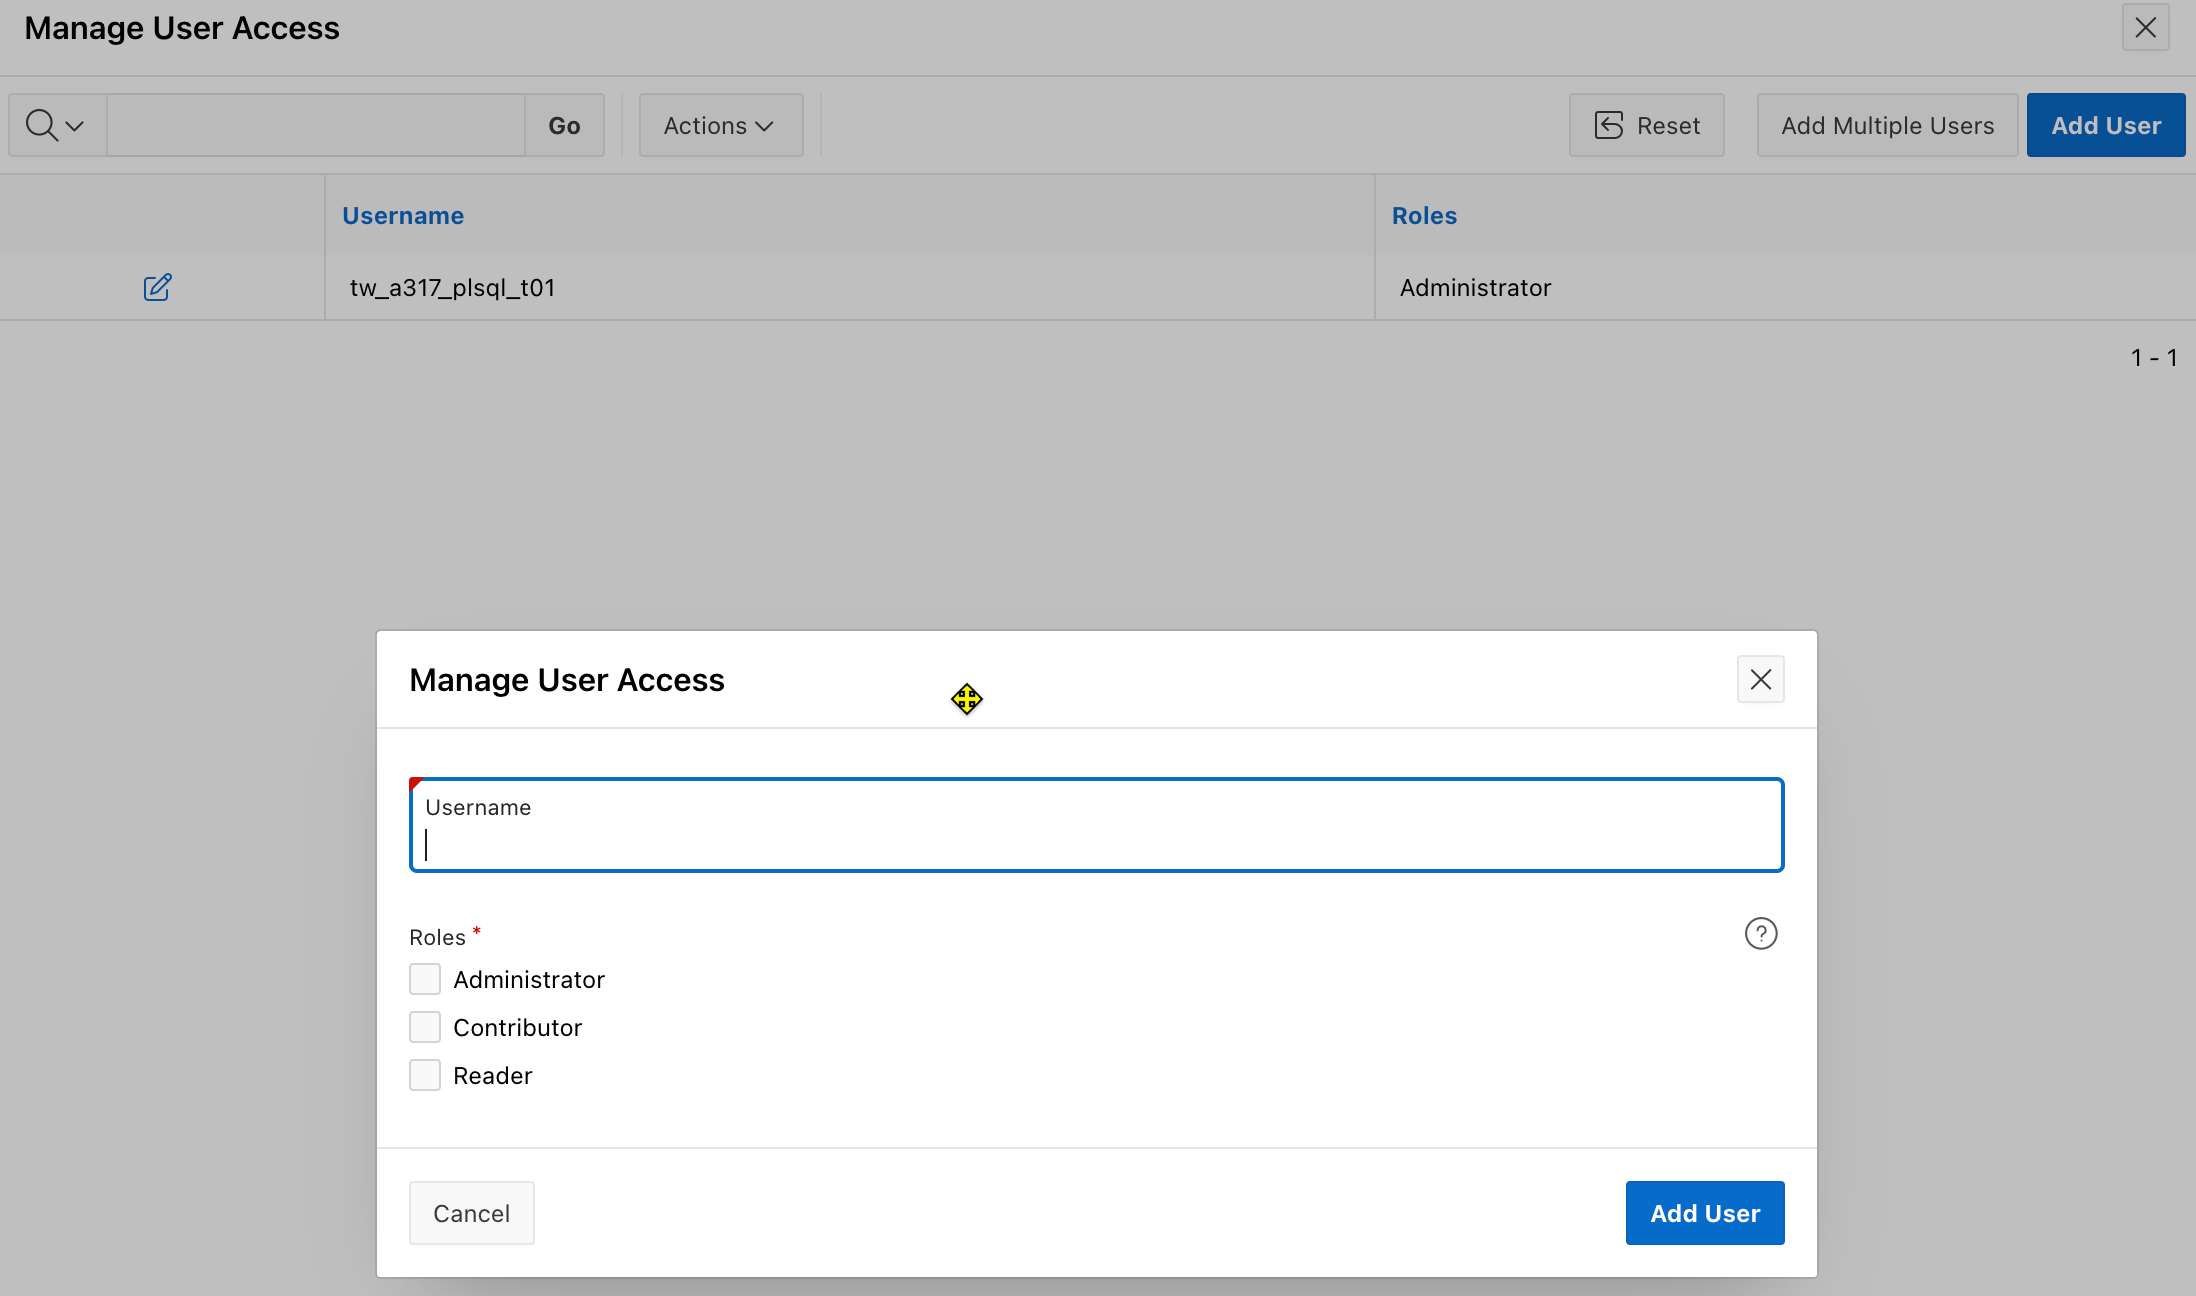 Manage User Access
Go
Actions
Reset
Add Multiple Users
Add User
Username
Roles
tw_a317_plsql_t01
Administrator
1 - 1
Manage User Access
Username
Roles *
Administrator
Contributor
Reader
Cancel
Add User